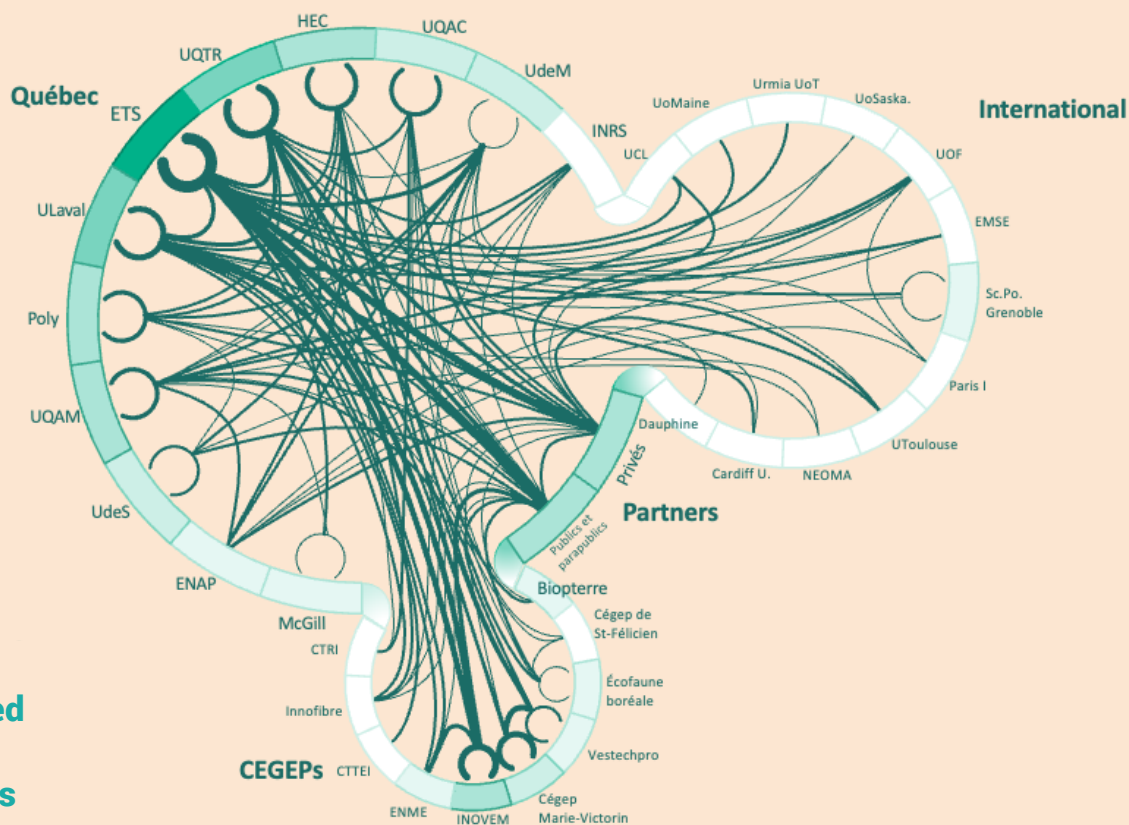 HEC
UQAC
UQTR
UdeM
Québec
ETS
INRS
ULaval
Poly
UQAM
UdeS
ENAP
McGill
UCL
UoMaine
Urmia UoT
UoSaska.
International
UOF
EMSE
Sc.Po.
Grenoble
Paris I
UToulouse
NEOMA
Cardiff U.
Dauphine
Privés
Partners
Publics et
parapublics
Biopterre
Cégep de
St-Félicien
Écofaune
boréale
Vestechpro
Cégep
Marie-Victorin
INOVEM
ENME
CTTEI
CEGEPs
Innofibre
CTRI
ed
s